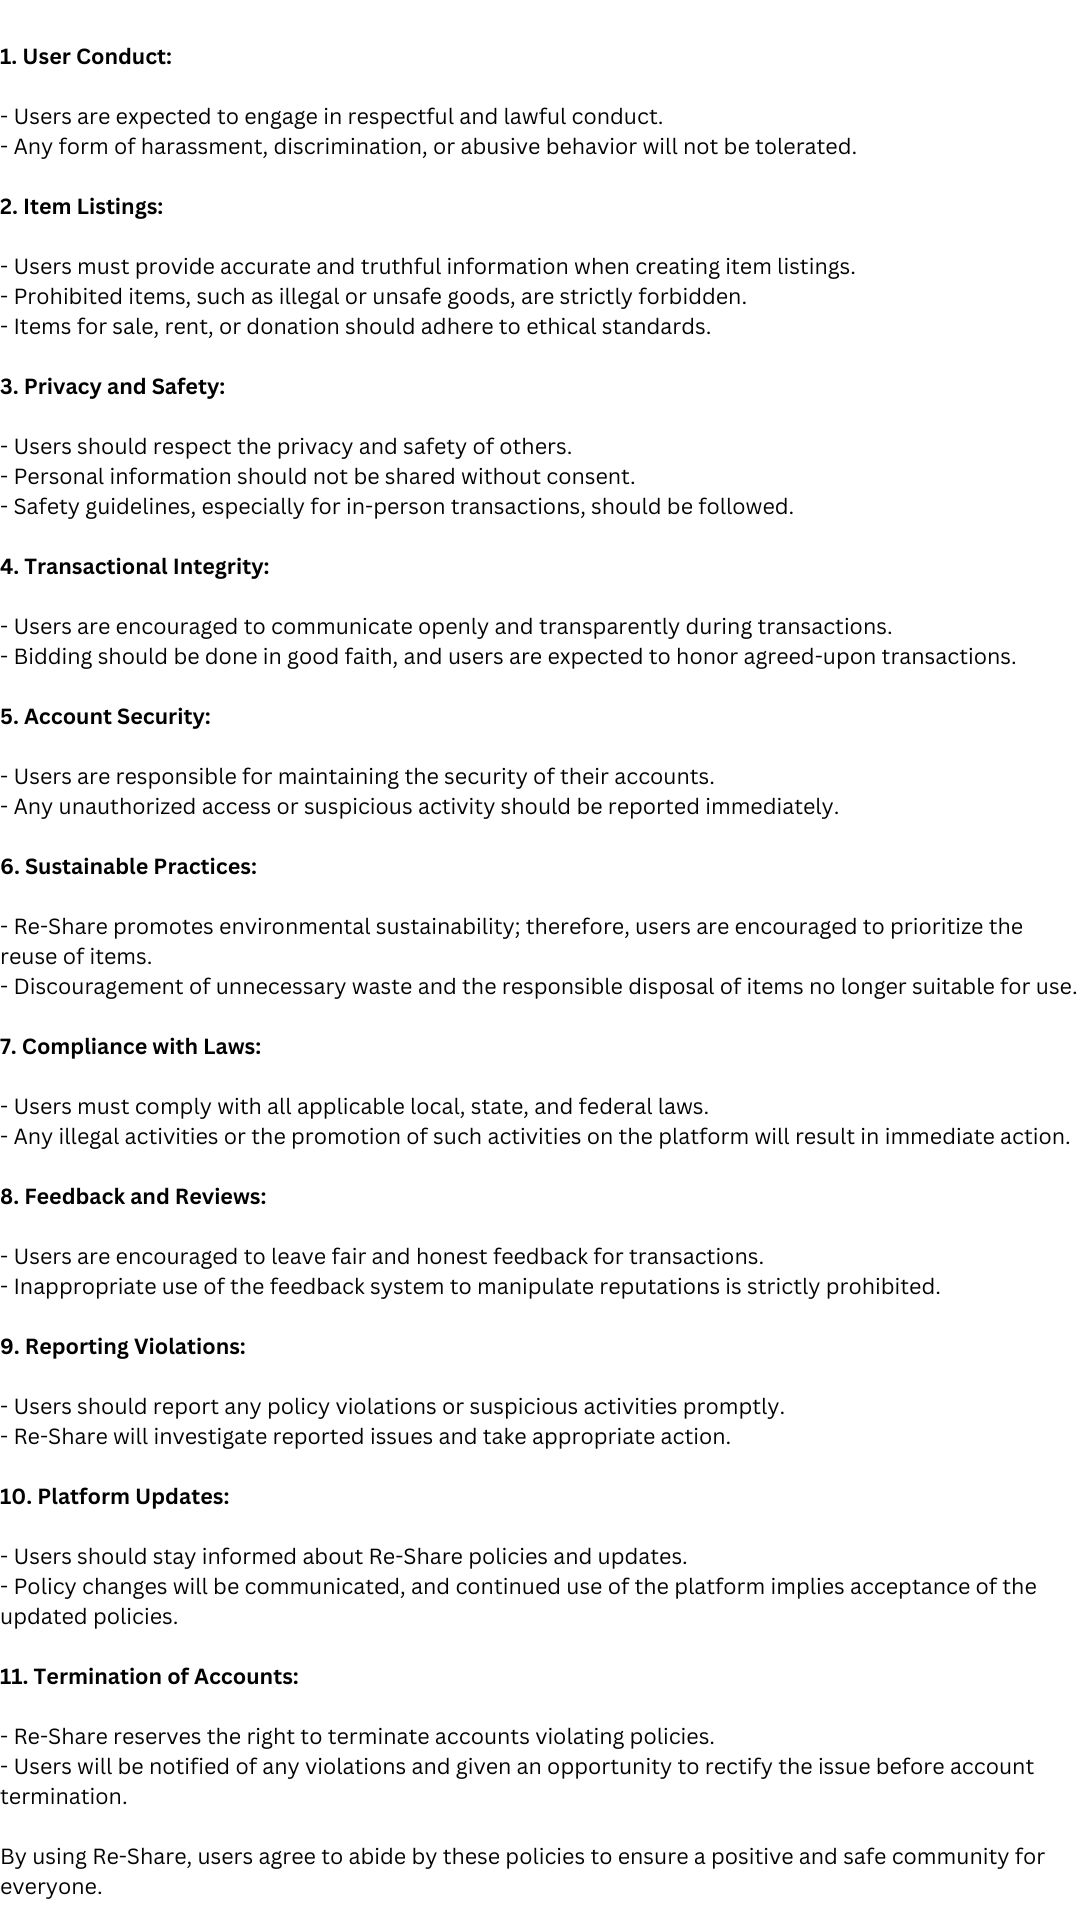 1. User Conduct:
- Users are expected to engage in respectful and lawful conduct.
- Any form of harassment, discrimination, or abusive behavior will not be tolerated.
2. Item Listings:
- Users must provide accurate and truthful information when creating item listings.
- Prohibited items, such as illegal or unsafe goods, are strictly forbidden.
- Items for sale, rent, or donation should adhere to ethical standards.
3. Privacy and Safety:
- Users should respect the privacy and safety of others.
- Personal information should not be shared without consent.
- Safety guidelines, especially for in-person transactions, should be followed.
4. Transactional Integrity:
- Users are encouraged to communicate openly and transparently during transactions.
- Bidding should be done in good faith, and users are expected to honor agreed-upon transactions.
5. Account Security:
- Users are responsible for maintaining the security of their accounts.
- Any unauthorized access or suspicious activity should be reported immediately.
6. Sustainable Practices:
- Re-Share promotes environmental sustainability; therefore, users are encouraged to prioritize the
reuse of items.
- Discouragement of unnecessary waste and the responsible disposal of items no longer suitable for use.
7. Compliance with Laws:
- Users must comply with all applicable local, state, and federal laws.
- Any illegal activities or the promotion of such activities on the platform will result in immediate action.
8. Feedback and Reviews:
- Users are encouraged to leave fair and honest feedback for transactions.
- Inappropriate use of the feedback system to manipulate reputations is strictly prohibited.
9. Reporting Violations:
- Users should report any policy violations or suspicious activities promptly.
- Re-Share will investigate reported issues and take appropriate action.
10. Platform Updates:
- Users should stay informed about Re-Share policies and updates.
- Policy changes will be communicated, and continued use of the platform implies acceptance of the
updated policies.
11. Termination of Accounts:
- Re-Share reserves the right to terminate accounts violating policies.
- Users will be notified of any violations and given an opportunity to rectify the issue before account
termination.
By using Re-Share, users agree to abide by these policies to ensure a positive and safe community for
everyone.